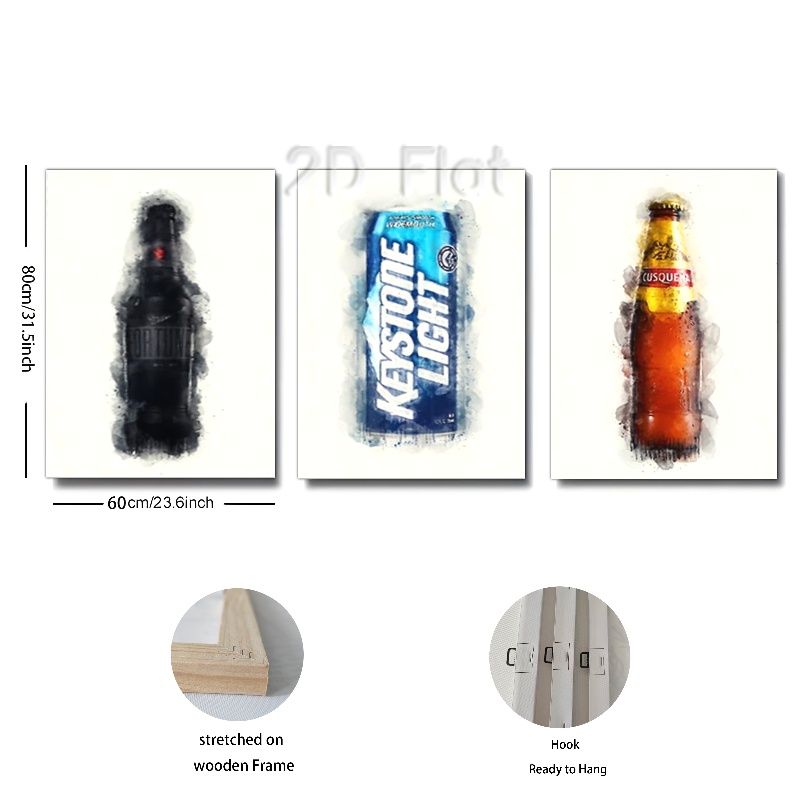 2D Flat
80cm/31.5inch
KEYSTONE
LIGHT
CUSQUEÑA
60cm/23.6inch
stretched on
wooden Frame
Hook
Ready to Hang